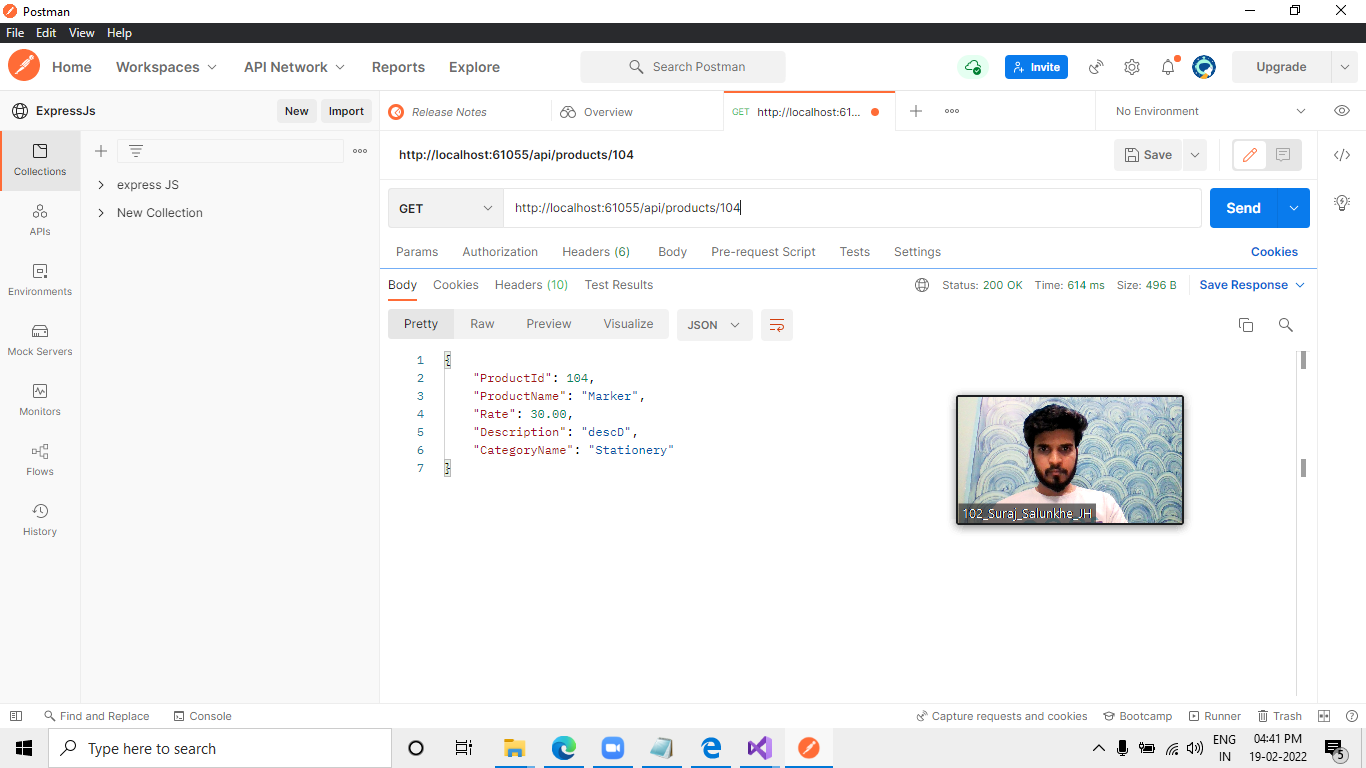 Postman
File Edit View Help
Home Workspaces API Network Reports Explore Search Postman Invite Upgrade
ExpressJs New Import Release Notes Overview GET http://localhost:61... No Environment
http://localhost:61055/api/products/104 Save
Collections
express JS
New Collection
GET http://localhost:61055/api/products/104 Send
APIs
Params Authorization Headers (6) Body Pre-request Script Tests Settings Cookies
Body Cookies Headers (10) Test Results Status: 200 OK Time: 614 ms Size: 496 B Save Response
Environments
Pretty Raw Preview Visualize JSON
Mock Servers
1 {
2 "ProductId": 104,
3 "ProductName": "Marker",
4 "Rate": 30.00,
5 "Description": "descD",
6 "CategoryName": "Stationery"
7 }
Monitors
Flows
History
102_Suraj_Salunkhe_JH
Find and Replace Console Capture requests and cookies Bootcamp Runner Trash
Type here to search
ENG
IN
04:41 PM
19-02-2022
5